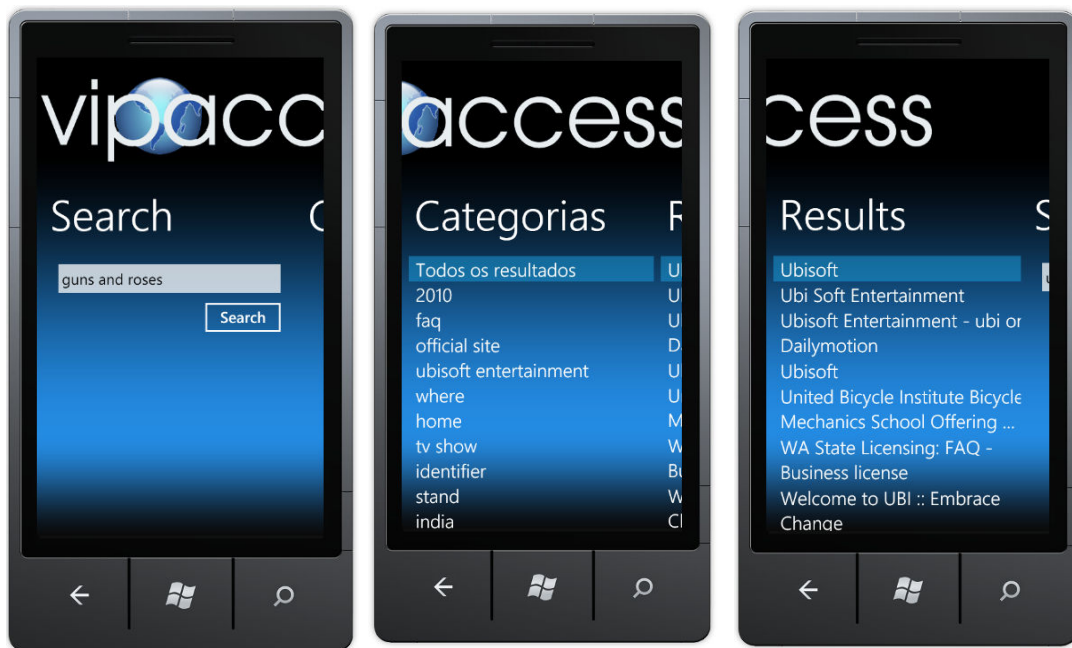 vipacc
Search
C
guns and roses
Search
access
Categorias
R
Todos os resultados
U
2010
U
faq
U
official site
D
ubisoft entertainment
U
where
U
home
M
tv show
W
identifier
Bu
stand
W
india
Cl
cess
Results
S
Ubisoft
u
Ubi Soft Entertainment
Ubisoft Entertainment - ubi or
Dailymotion
Ubisoft
United Bicycle Institute Bicycle
Mechanics School Offering ...
WA State Licensing: FAQ -
Business license
Welcome to UBI :: Embrace
Change